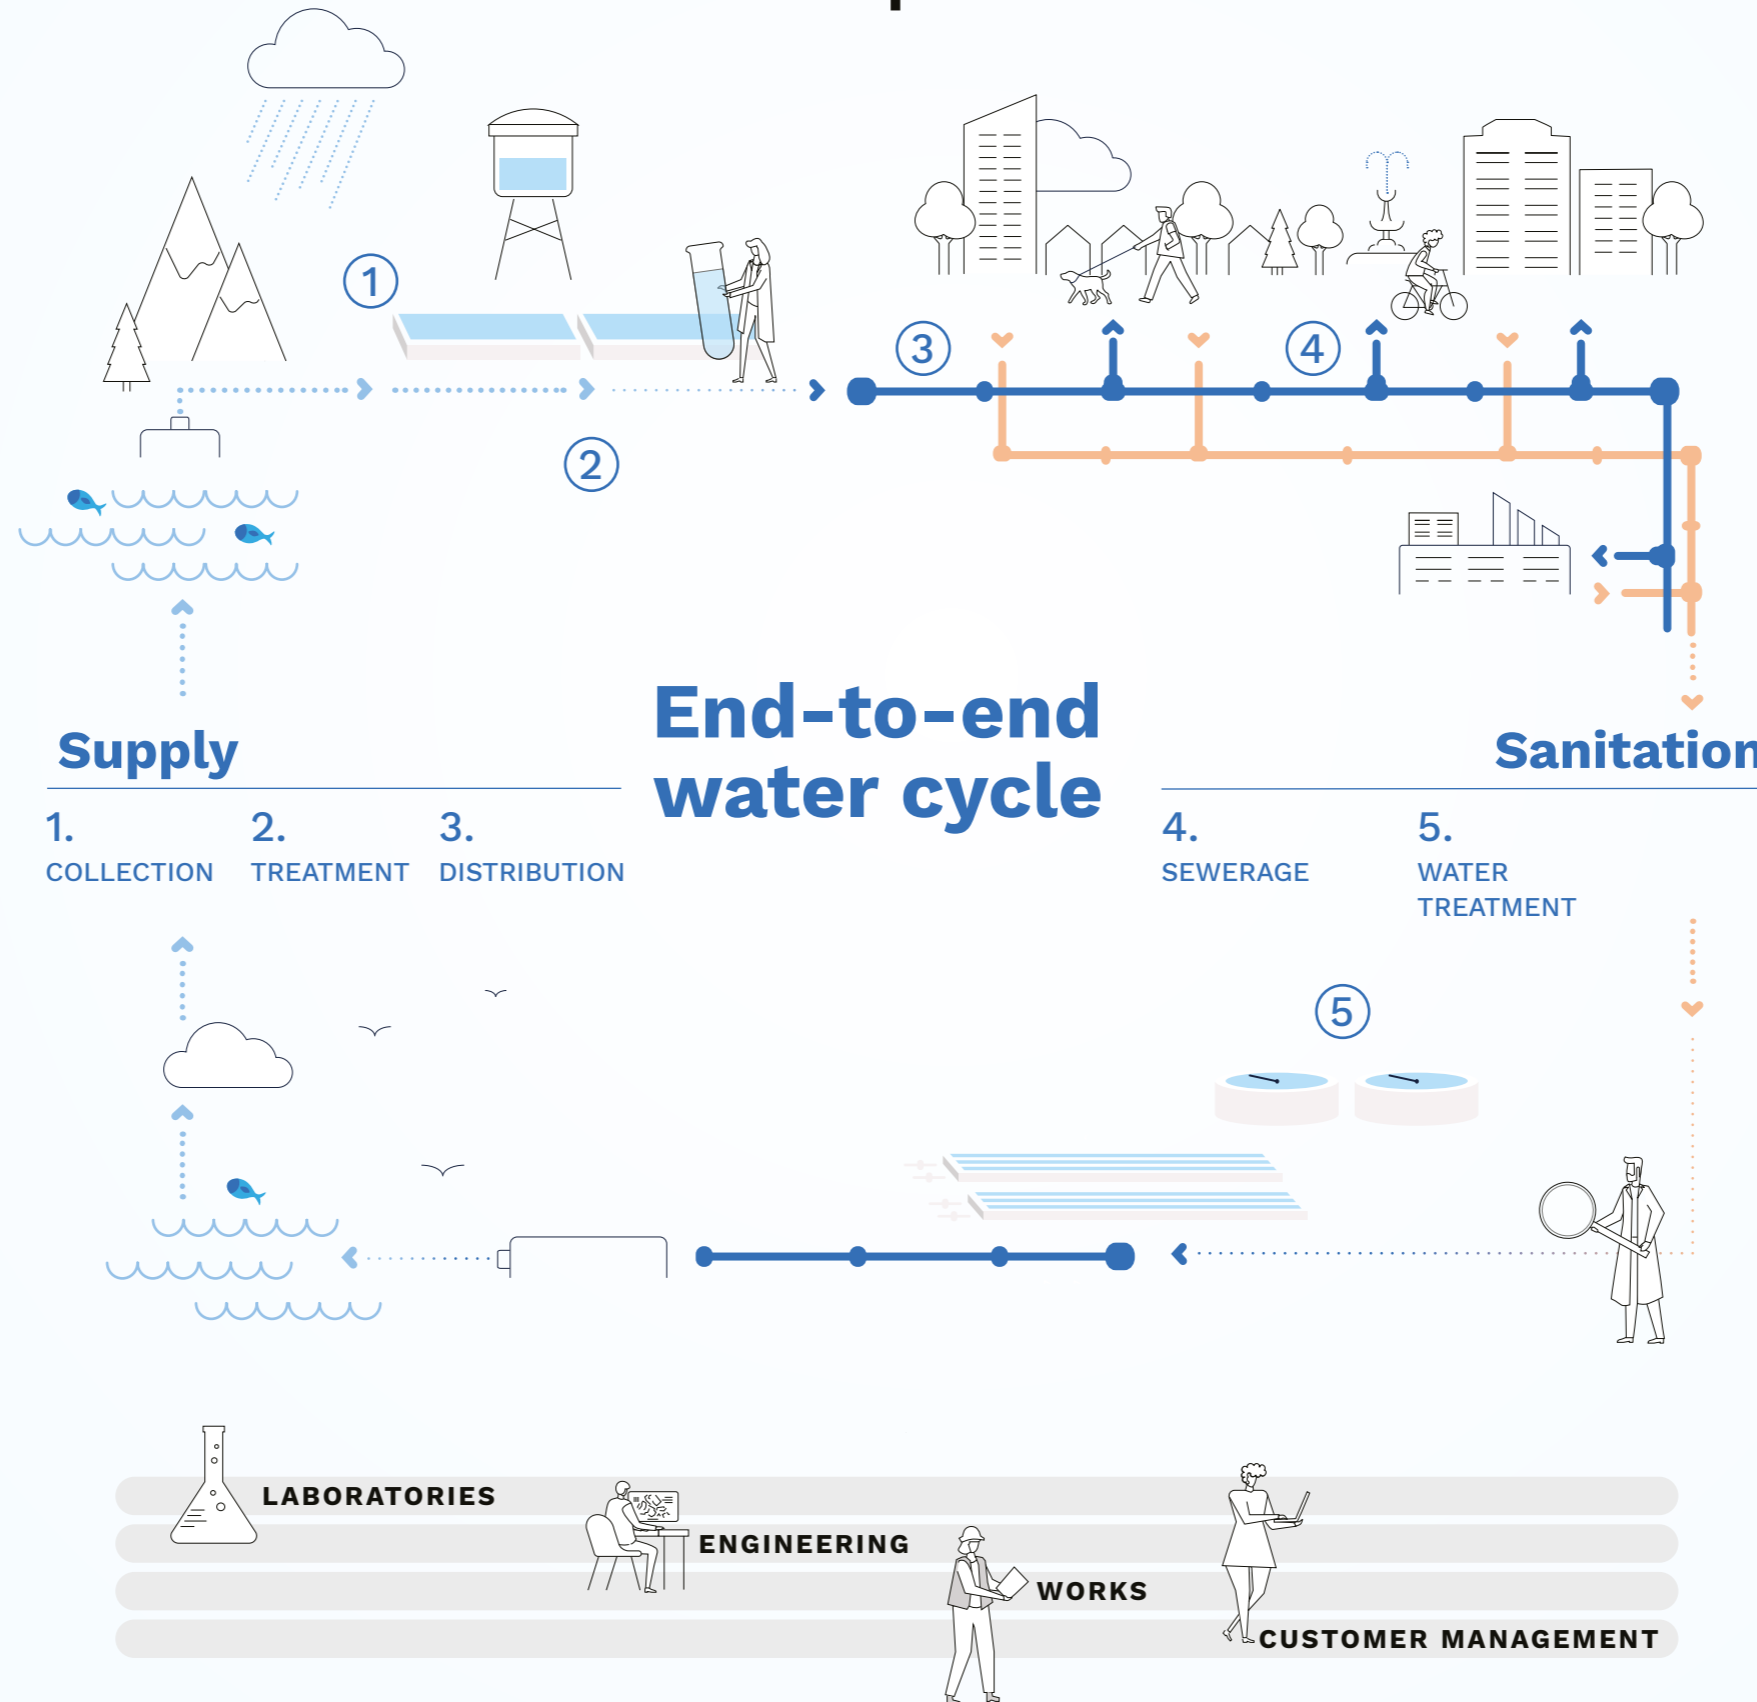 1
2
3
4
End-to-end
water cycle
Supply
1.
COLLECTION
2.
TREATMENT
3.
DISTRIBUTION
Sanitation
4.
SEWERAGE
5.
WATER
TREATMENT
5
LABORATORIES
ENGINEERING
WORKS
CUSTOMER MANAGEMENT